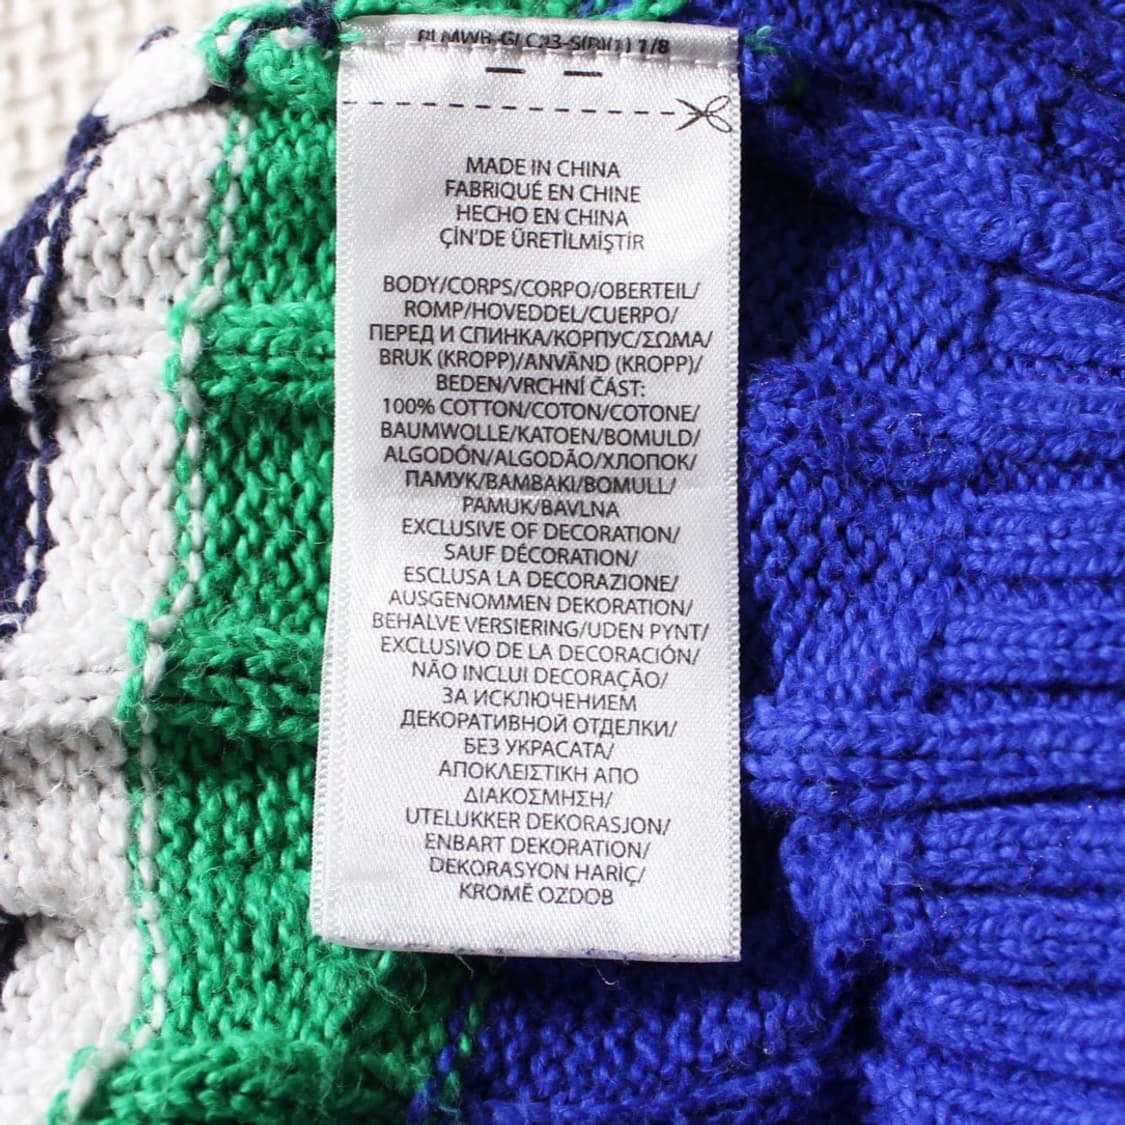 7/8
MADE IN CHINA
FABRIQUÉ EN CHINE
HECHO EN CHINA
ÇİN'DE ÜRETİLMİŞTİR
BODY/CORPS/CORPO/OBERTEIL/
ROMP/HOVEDDEL/CUERPO/
ПЕРЕД И СПИНКА/КОРПУС/ΣΩΜΑ/
BRUK (KROPP)/ANVÄND (KROPP)/
BEDEN/VRCHNÍ ČÁST:
100% COTTON/COTON/COTONE/
BAUMWOLLE/KATOEN/BOMULD/
ALGODÓN/ALGODÃO/ХЛОПОК/
ПАМУК/BAMBAKI/BOMULL/
PAMUK/BAVLNA
EXCLUSIVE OF DECORATION/
SAUF DÉCORATION/
ESCLUSA LA DECORAZIONE/
AUSGENOMMEN DEKORATION/
BEHALVE VERSIERING/UDEN PYNT/
EXCLUSIVO DE LA DECORACIÓN/
NÃO INCLUI DECORAÇÃO/
ЗА ИСКЛЮЧЕНИЕМ
ДЕКОРАТИВНОЙ ОТДЕЛКИ/
БЕЗ УКРАСАТА/
ΑΠΟΚΛΕΙΣΤΙΚΗ ΑΠΟ
ΔΙΑΚΟΣΜΗΣΗ/
UTELUKKER DEKORASJON/
ENBART DEKORATION/
DEKORASYON HARİÇ/
KROMĚ OZDOB